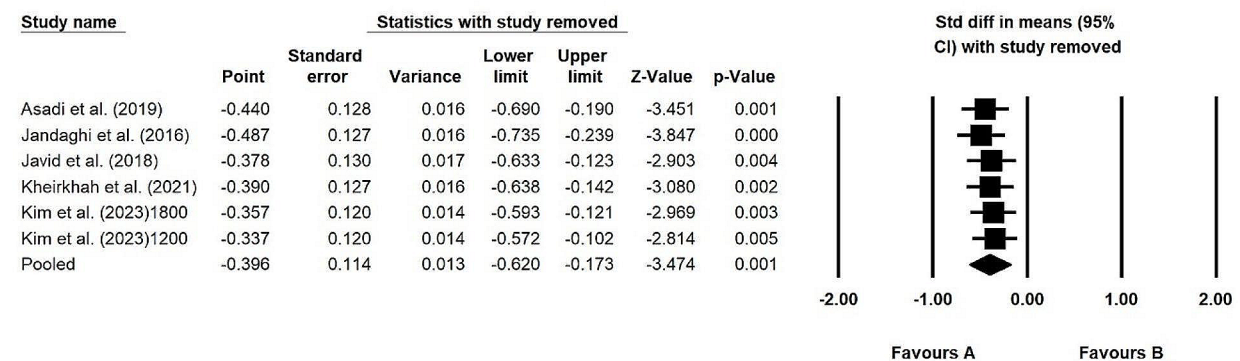 Study name Statistics with study removed Std diff in means (95%
CI) with study removed
Standard Lower Upper
Point error Variance limit limit Z-Value p-Value
Asadi et al. (2019) -0.440 0.128 0.016 -0.690 -0.190 -3.451 0.001
Jandaghi et al. (2016) -0.487 0.127 0.016 -0.735 -0.239 -3.847 0.000
Javid et al. (2018) -0.378 0.130 0.017 -0.633 -0.123 -2.903 0.004
Kheirkhah et al. (2021) -0.390 0.127 0.016 -0.638 -0.142 -3.080 0.002
Kim et al. (2023)1800 -0.357 0.120 0.014 -0.593 -0.121 -2.969 0.003
Kim et al. (2023)1200 -0.337 0.120 0.014 -0.572 -0.102 -2.814 0.005
Pooled -0.396 0.114 0.013 -0.620 -0.173 -3.474 0.001
-2.00 -1.00 0.00 1.00 2.00
Favours A Favours B